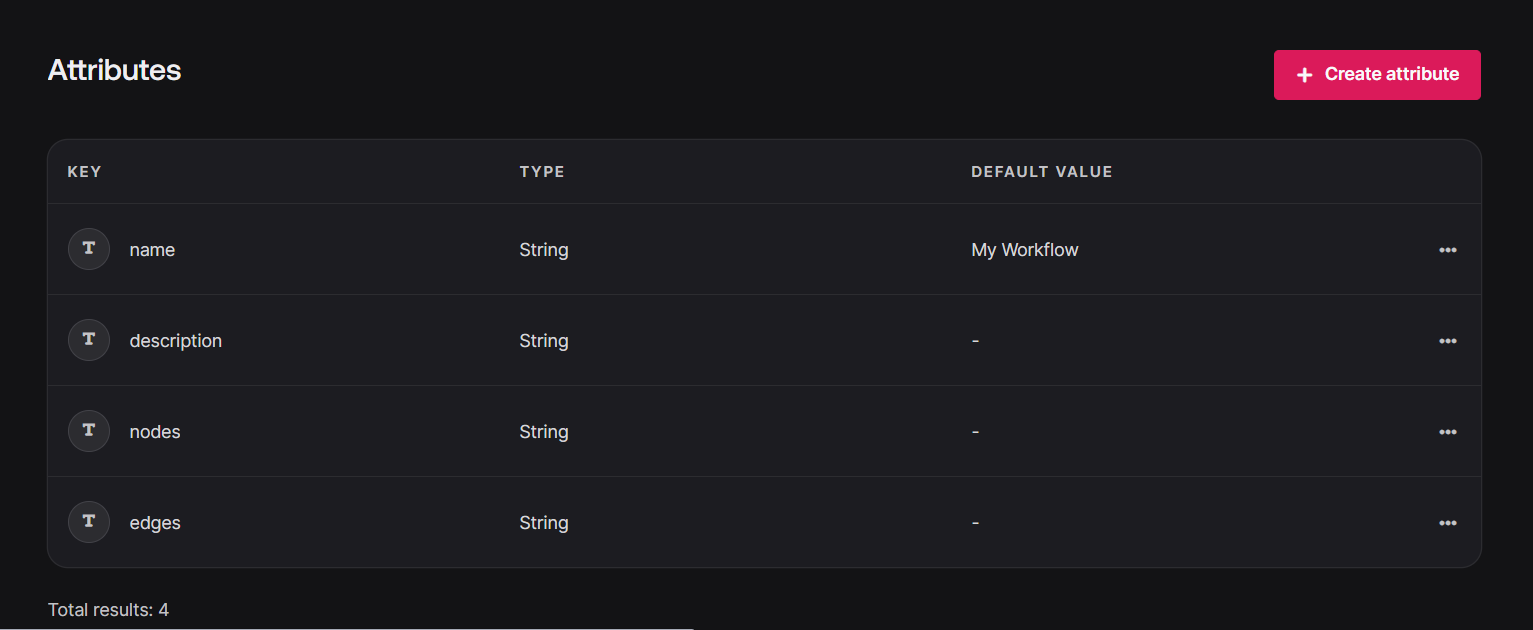 Attributes
+ Create attribute
KEY TYPE DEFAULT VALUE
T name String My Workflow
T description String -
T nodes String -
T edges String -
Total results: 4